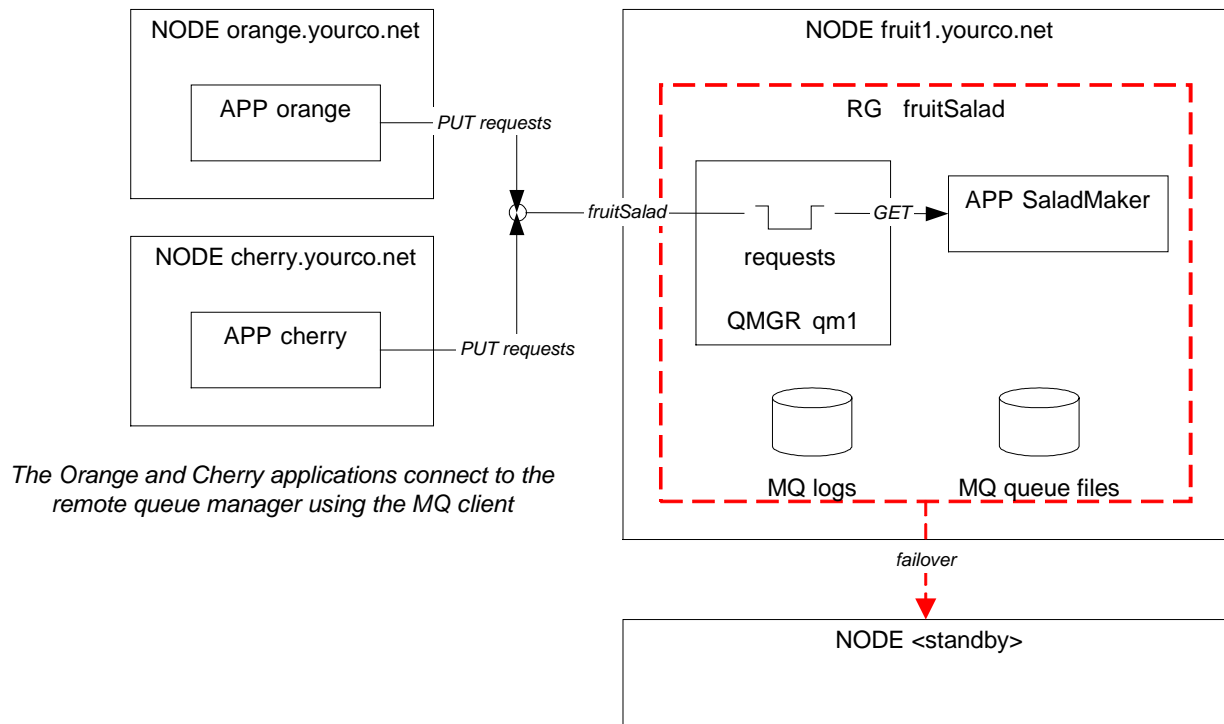 NODE orange.yourco.net
APP orange
PUT requests
NODE cherry.yourco.net
APP cherry
PUT requests
The Orange and Cherry applications connect to the
remote queue manager using the MQ client
fruitSalad
NODE fruit1.yourco.net
RG fruitSalad
GET
APP SaladMaker
requests
QMGR qm1
MQ logs
MQ queue files
failover
NODE <standby>